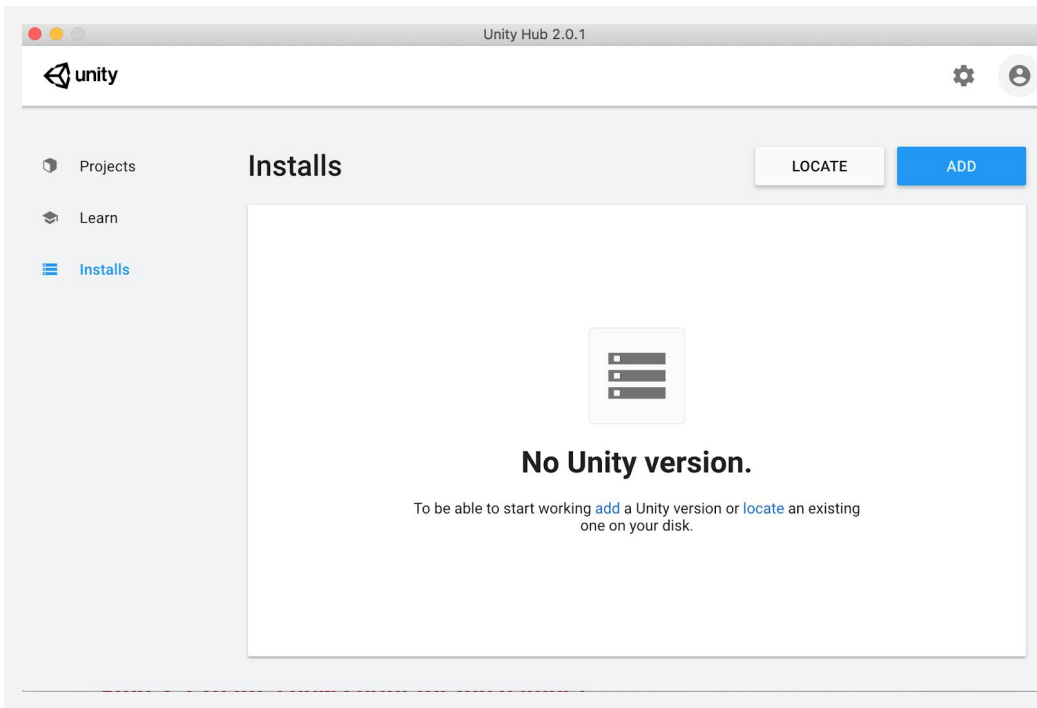 Unity Hub 2.0.1
unity
Projects
Learn
Installs
Installs
LOCATE
ADD
No Unity version.
To be able to start working add a Unity version or locate an existing
one on your disk.